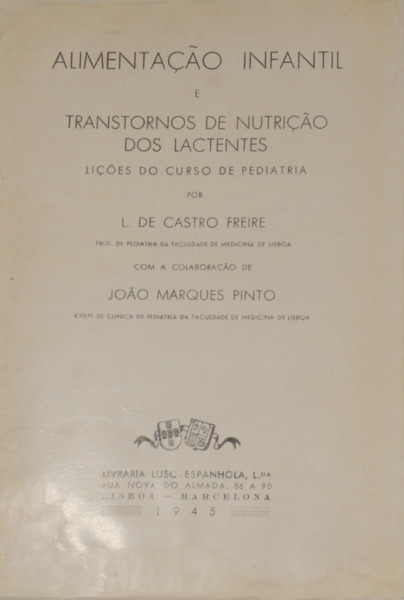 ALIMENTAÇÃO INFANTIL
E
TRANSTORNOS DE NUTRIÇÃO
DOS LACTENTES
LIÇÕES DO CURSO DE PEDIATRIA
POR
L. DE CASTRO FREIRE
PROF. DE PEDIATRIA DA FACULDADE DE MEDICINA DE LISBOA
COM A COLABORAÇÃO DE
JOÃO MARQUES PINTO
CHEFE DE CLINICA DE PEDIATRIA DA FACULDADE DE MEDICINA DE LISBOA
LIVRARIA LUSO-ESPANHOLA, L.DA
RUA NOVA DO ALMADA, 86 A 90
LISBOA — BARCELONA
1945